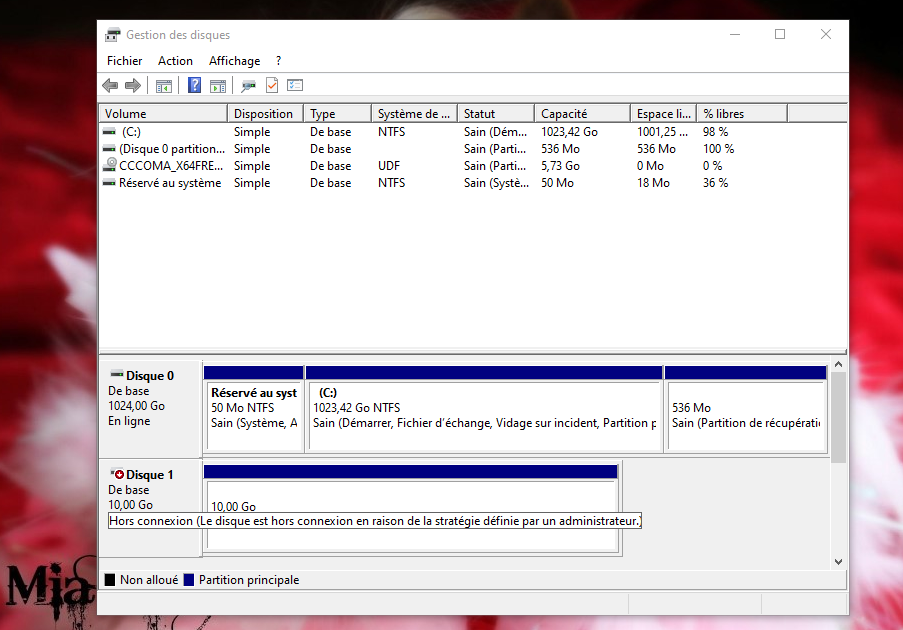 Gestion des disques
Fichier Action Affichage ?
Volume Disposition Type Système de ... Statut Capacité Espace li... % libres
(C:) Simple De base NTFS Sain (Dém... 1023,42 Go 1001,25 ... 98 %
(Disque 0 partition... Simple De base Sain (Parti... 536 Mo 536 Mo 100 %
CCCOMA_X64FRE... Simple De base UDF Sain (Parti... 5,73 Go 0 Mo 0 %
Réservé au système Simple De base NTFS Sain (Systè... 50 Mo 18 Mo 36 %
Disque 0
De base
1024,00 Go
En ligne
Réservé au syst
50 Mo NTFS
Sain (Système, A
(C:)
1023,42 Go NTFS
Sain (Démarrer, Fichier d'échange, Vidage sur incident, Partition p
536 Mo
Sain (Partition de récupérati
Disque 1
De base
10,00 Go
10,00 Go
Hors connexion (Le disque est hors connexion en raison de la stratégie définie par un administrateur.)
Non alloué Partition principale
Mia